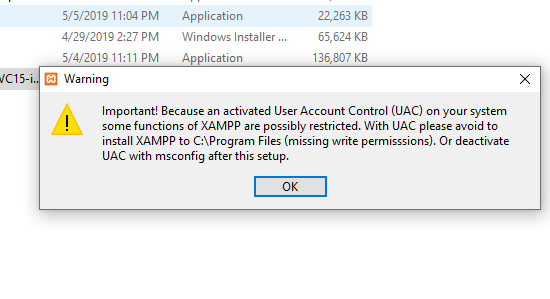 5/5/2019 11:04 PM Application 22,263 KB
4/29/2019 2:27 PM Windows Installer ... 65,624 KB
5/4/2019 11:11 PM Application 136,807 KB
VC15-i...
Warning
Important! Because an activated User Account Control (UAC) on your system
some functions of XAMPP are possibly restricted. With UAC please avoid to
install XAMPP to C:\Program Files (missing write permisssions). Or deactivate
UAC with msconfig after this setup.
OK